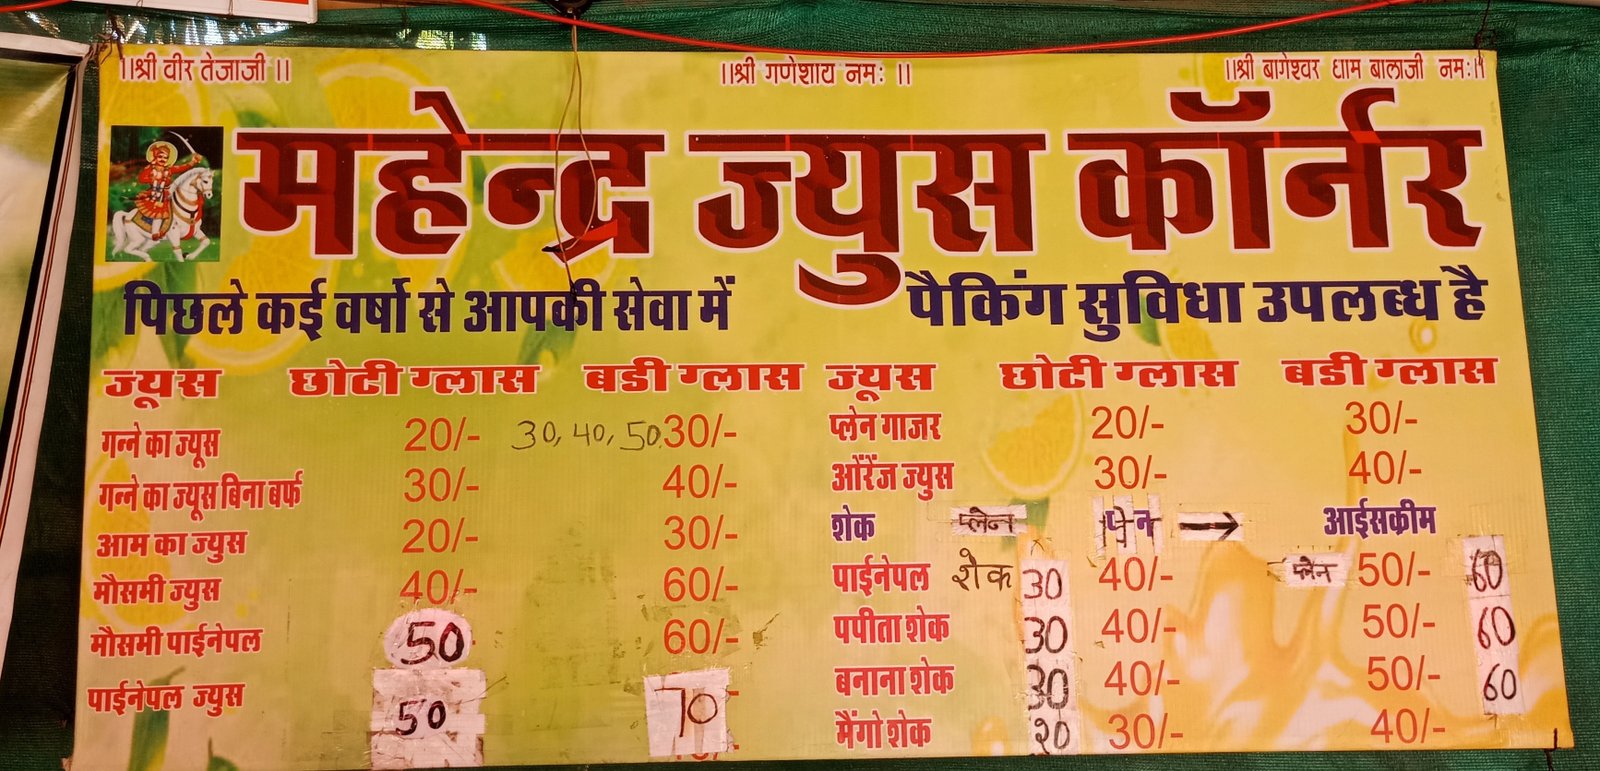 ।।श्री वीर तेजाजी ।।
।।श्री गणेशाय नमः ।।
।।श्री बागेश्वर धाम बालाजी नमः।।
महेन्द्र ज्युस कॉर्नर
पिछले कई वर्षो से आपकी सेवा में
पैकिंग सुविधा उपलब्ध है
ज्यूस छोटी ग्लास बडी ग्लास
गन्ने का ज्यूस 20/- 30, 40, 50 30/-
गन्ने का ज्यूस बिना बर्फ 30/- 40/-
आम का ज्युस 20/- 30/-
मौसमी ज्युस 40/- 60/-
मौसमी पाईनेपल 50 60/-
पाईनेपल ज्युस 50 70
ज्यूस छोटी ग्लास बडी ग्लास
प्लेन गाजर 20/- 30/-
ओंरेंज ज्युस 30/- 40/-
शेक प्लेन → आईसक्रीम
पाईनेपल शेक 30 40/- प्लेन 50/- 60
पपीता शेक 30 40/- 50/- 60
बनाना शेक 30 40/- 50/- 60
मैंगो शेक 20 30/- 40/-